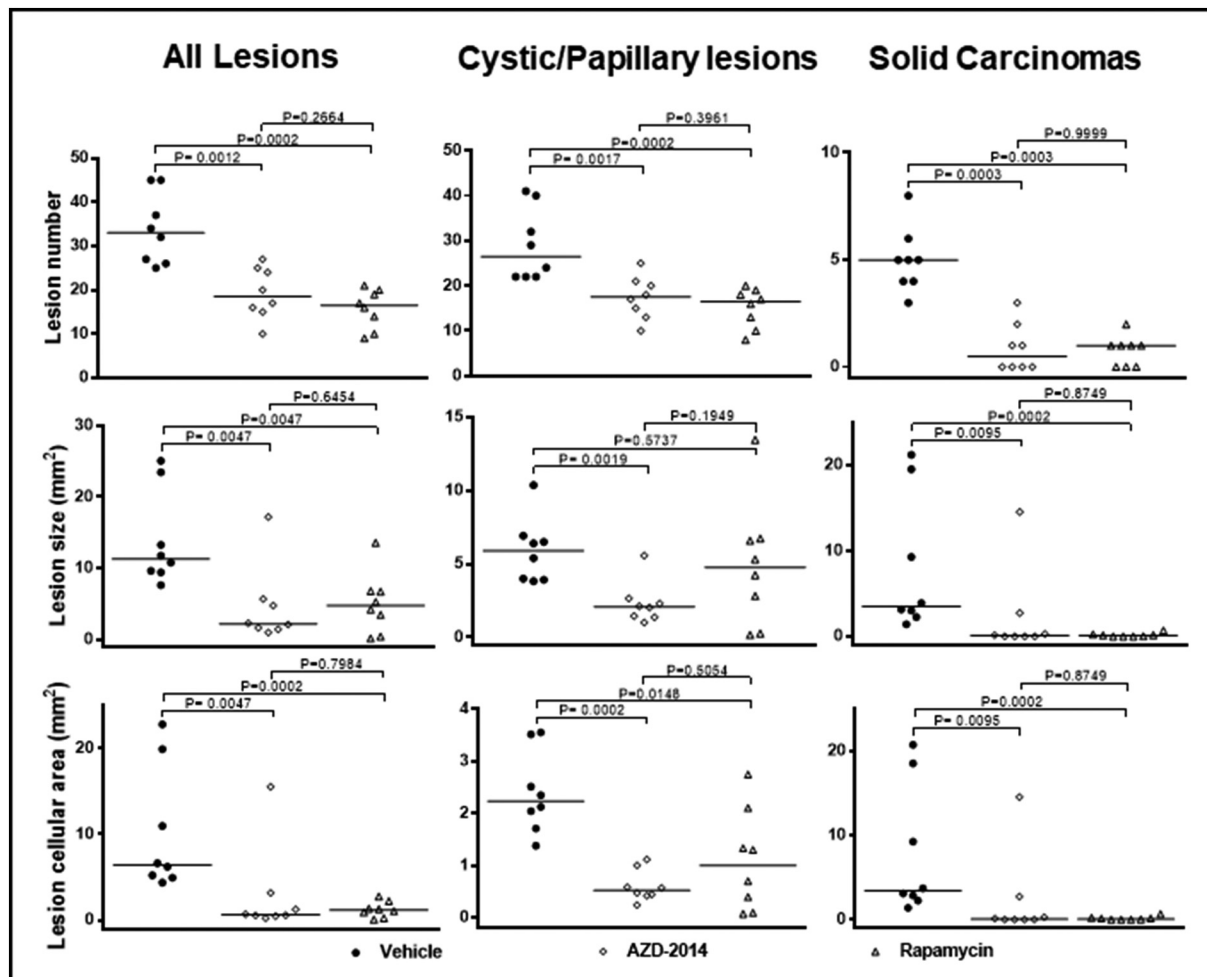 All Lesions
Cystic/Papillary lesions
Solid Carcinomas
Lesion number
P=0.2664
P=0.0002
P= 0.0012
50
40
30
20
10
0
P=0.3961
P=0.0002
P= 0.0017
50
40
30
20
10
0
P=0.9999
P=0.0003
P= 0.0003
10
5
0
Lesion size (mm²)
P=0.6454
P=0.0047
P= 0.0047
30
20
10
0
P=0.1949
P=0.5737
P= 0.0019
15
10
5
0
P=0.8749
P=0.0002
P= 0.0095
20
10
0
Lesion cellular area (mm²)
P=0.7984
P=0.0002
P= 0.0047
20
10
0
P=0.5054
P=0.0148
P= 0.0002
4
3
2
1
0
P=0.8749
P=0.0002
P= 0.0095
20
10
0
Vehicle
AZD-2014
Rapamycin